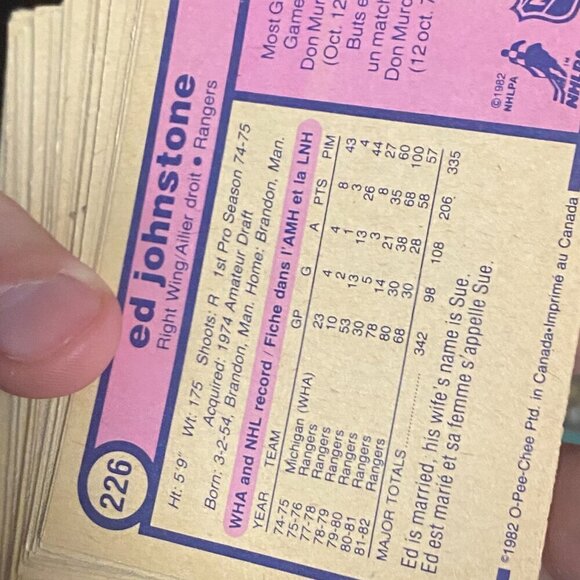 226
ed johnstone
Right Wing/Ailier droit • Rangers
Ht: 5'9" Wt: 175 Shoots: R 1st Pro Season 74-75
Acquired: 1974 Amateur Draft
Born: 3-2-54, Brandon, Man. Home: Brandon, Man.
WHA and NHL record / Fiche dans l'AMH et la LNH
YEAR TEAM GP G A PTS PIM
74-75 Michigan (WHA) 23 4 4 8 43
75-76 Rangers 10 2 1 3 4
77-78 Rangers 53 13 13 26 44
78-79 Rangers 30 5 3 8 27
79-80 Rangers 78 14 21 35 60
80-81 Rangers 80 30 38 68 100
81-82 Rangers 68 30 28 58 57
MAJOR TOTALS .......... 342 98 108 206 335
Ed is married, his wife's name is Sue.
Ed est marié et sa femme s'appelle Sue.
©1982 O-Pee-Chee Ptd. in Canada•Imprimé au Canada
Most G
Game
Don Mur
(Oct. 12
Buts e
un match
Don Murd
(12 oct. 7
©1982
NHLPA
NHLPA